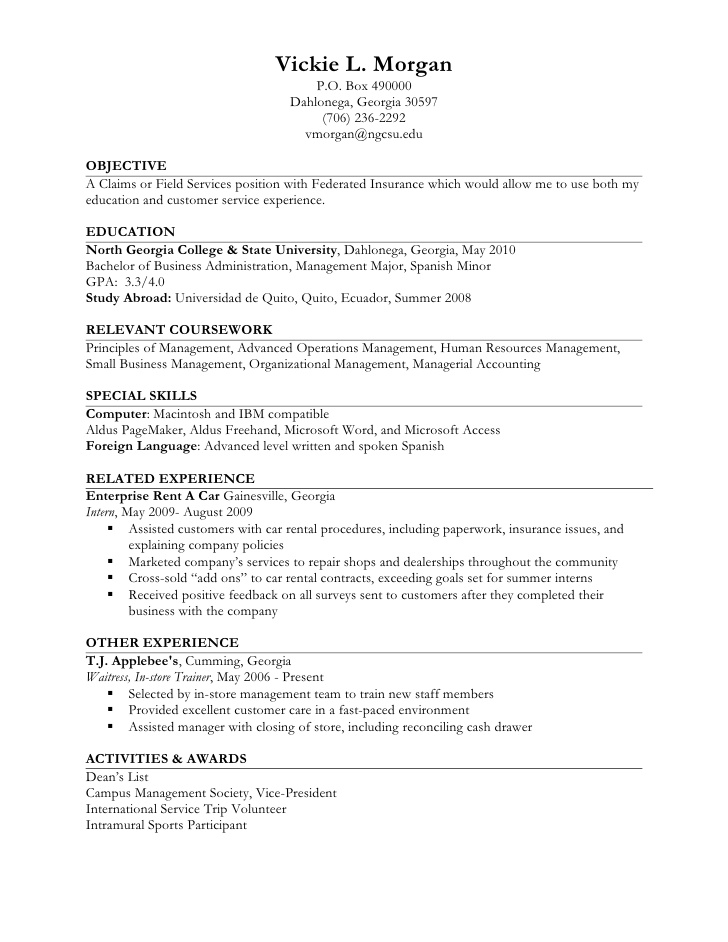 Vickie L. Morgan
P.O. Box 490000
Dahlonega, Georgia 30597
(706) 236-2292
vmorgan@ngcsu.edu
OBJECTIVE
A Claims or Field Services position with Federated Insurance which would allow me to use both my
education and customer service experience.
EDUCATION
North Georgia College & State University, Dahlonega, Georgia, May 2010
Bachelor of Business Administration, Management Major, Spanish Minor
GPA:  3.3/4.0
Study Abroad: Universidad de Quito, Quito, Ecuador, Summer 2008
RELEVANT COURSEWORK
Principles of Management, Advanced Operations Management, Human Resources Management,
Small Business Management, Organizational Management, Managerial Accounting
SPECIAL SKILLS
Computer: Macintosh and IBM compatible
Aldus PageMaker, Aldus Freehand, Microsoft Word, and Microsoft Access
Foreign Language: Advanced level written and spoken Spanish
RELATED EXPERIENCE
Enterprise Rent A Car Gainesville, Georgia
Intern, May 2009- August 2009
▪ Assisted customers with car rental procedures, including paperwork, insurance issues, and
explaining company policies
▪ Marketed company's services to repair shops and dealerships throughout the community
▪ Cross-sold “add ons” to car rental contracts, exceeding goals set for summer interns
▪ Received positive feedback on all surveys sent to customers after they completed their
business with the company
OTHER EXPERIENCE
T.J. Applebee's, Cumming, Georgia
Waitress, In-store Trainer, May 2006 - Present
▪ Selected by in-store management team to train new staff members
▪ Provided excellent customer care in a fast-paced environment
▪ Assisted manager with closing of store, including reconciling cash drawer
ACTIVITIES & AWARDS
Dean’s List
Campus Management Society, Vice-President
International Service Trip Volunteer
Intramural Sports Participant